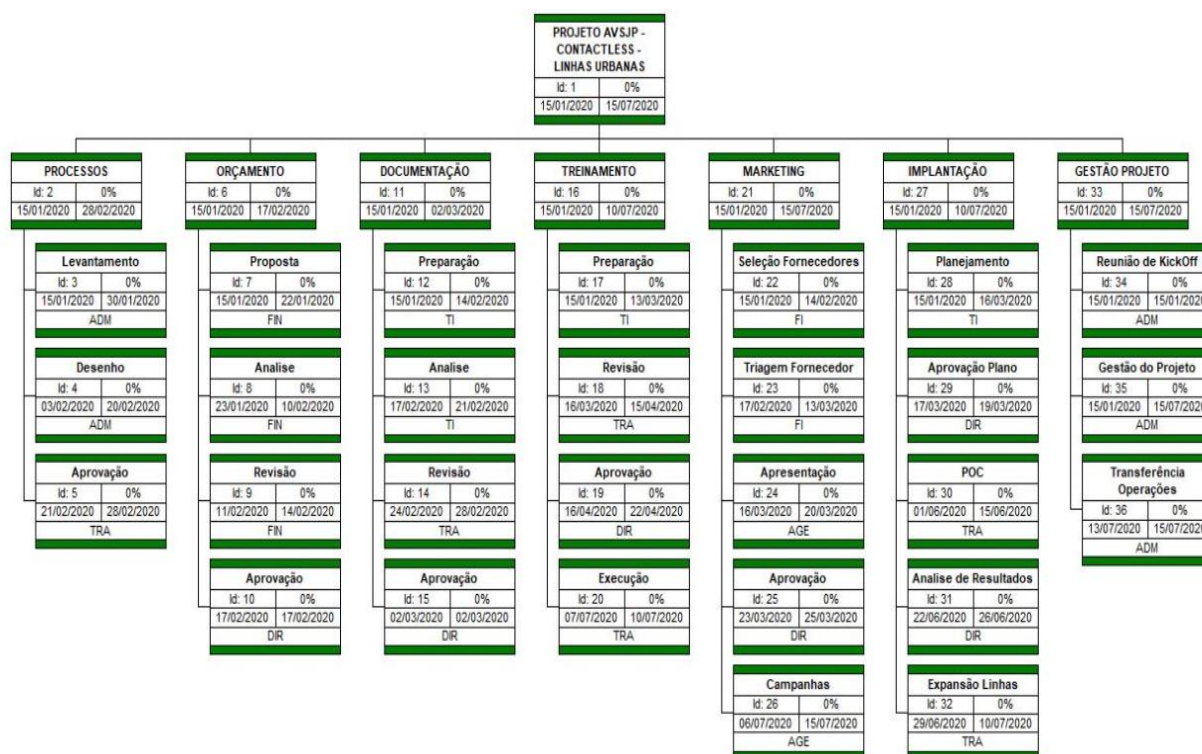 PROJETO AVSJP -
CONTACTLESS -
LINHAS URBANAS
Id: 1 0%
15/01/2020 15/07/2020
PROCESSOS
Id: 2 0%
15/01/2020 28/02/2020
Levantamento
Id: 3 0%
15/01/2020 30/01/2020
ADM
Desenho
Id: 4 0%
03/02/2020 20/02/2020
ADM
Aprovação
Id: 5 0%
21/02/2020 28/02/2020
TRA
ORÇAMENTO
Id: 6 0%
15/01/2020 17/02/2020
Proposta
Id: 7 0%
15/01/2020 22/01/2020
FIN
Analise
Id: 8 0%
23/01/2020 10/02/2020
FIN
Revisão
Id: 9 0%
11/02/2020 14/02/2020
FIN
Aprovação
Id: 10 0%
17/02/2020 17/02/2020
DIR
DOCUMENTAÇÃO
Id: 11 0%
15/01/2020 02/03/2020
Preparação
Id: 12 0%
15/01/2020 14/02/2020
TI
Analise
Id: 13 0%
17/02/2020 21/02/2020
TI
Revisão
Id: 14 0%
24/02/2020 28/02/2020
TRA
Aprovação
Id: 15 0%
02/03/2020 02/03/2020
DIR
TREINAMENTO
Id: 16 0%
15/01/2020 10/07/2020
Preparação
Id: 17 0%
15/01/2020 13/03/2020
TI
Revisão
Id: 18 0%
16/03/2020 15/04/2020
TRA
Aprovação
Id: 19 0%
16/04/2020 22/04/2020
DIR
Execução
Id: 20 0%
07/07/2020 10/07/2020
TRA
MARKETING
Id: 21 0%
15/01/2020 15/07/2020
Seleção Fornecedores
Id: 22 0%
15/01/2020 14/02/2020
FI
Triagem Fornecedor
Id: 23 0%
17/02/2020 13/03/2020
FI
Apresentação
Id: 24 0%
16/03/2020 20/03/2020
AGE
Aprovação
Id: 25 0%
23/03/2020 25/03/2020
DIR
Campanhas
Id: 26 0%
06/07/2020 15/07/2020
AGE
IMPLANTAÇÃO
Id: 27 0%
15/01/2020 10/07/2020
Planejamento
Id: 28 0%
15/01/2020 16/03/2020
TI
Aprovação Plano
Id: 29 0%
17/03/2020 19/03/2020
DIR
POC
Id: 30 0%
01/06/2020 15/06/2020
TRA
Analise de Resultados
Id: 31 0%
22/06/2020 26/06/2020
DIR
Expansão Linhas
Id: 32 0%
29/06/2020 10/07/2020
TRA
GESTÃO PROJETO
Id: 33 0%
15/01/2020 15/07/2020
Reunião de KickOff
Id: 34 0%
15/01/2020 15/01/2020
ADM
Gestão do Projeto
Id: 35 0%
15/01/2020 15/07/2020
ADM
Transferência
Operações
Id: 36 0%
13/07/2020 15/07/2020
ADM